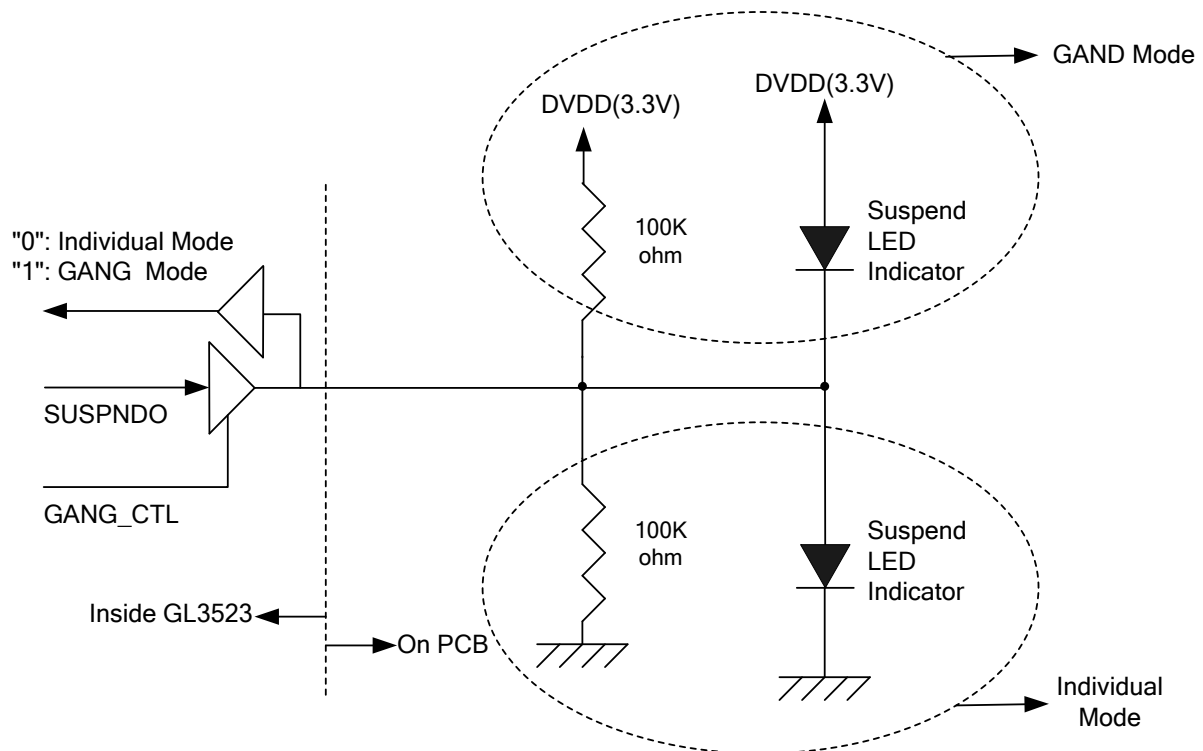 GAND Mode
DVDD(3.3V)
DVDD(3.3V)
100K
ohm
Suspend
LED
Indicator
"0": Individual Mode
"1": GANG Mode
SUSPNDO
GANG_CTL
100K
ohm
Suspend
LED
Indicator
Inside GL3523
On PCB
Individual
Mode